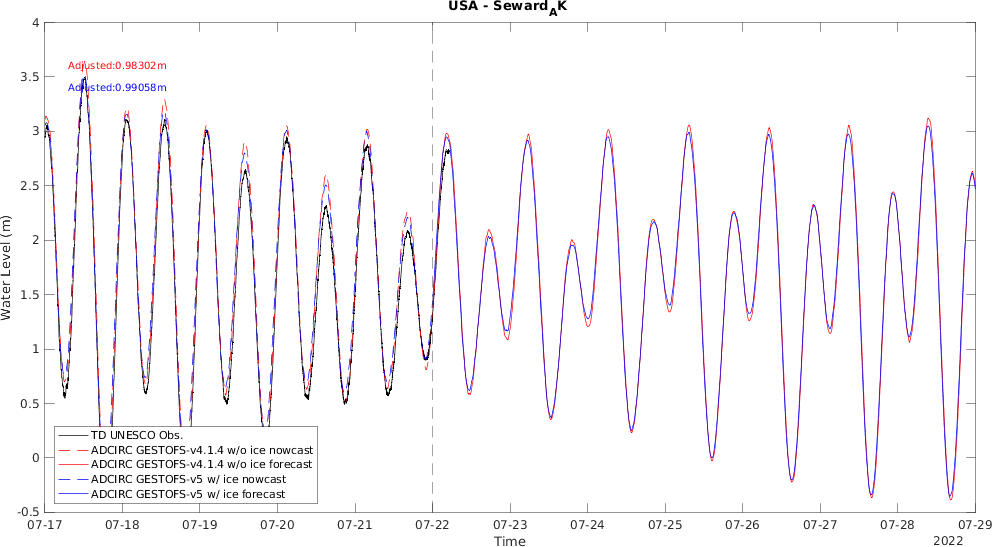 USA - Seward_AK
4
3.5
3
2.5
2
1.5
1
0.5
0
-0.5
Water Level (m)
Adjusted:0.98302m
Adjusted:0.99058m
TD UNESCO Obs.
ADCIRC GESTOFS-v4.1.4 w/o ice nowcast
ADCIRC GESTOFS-v4.1.4 w/o ice forecast
ADCIRC GESTOFS-v5 w/ ice nowcast
ADCIRC GESTOFS-v5 w/ ice forecast
07-17 07-18 07-19 07-20 07-21 07-22 07-23 07-24 07-25 07-26 07-27 07-28 07-29
Time
2022